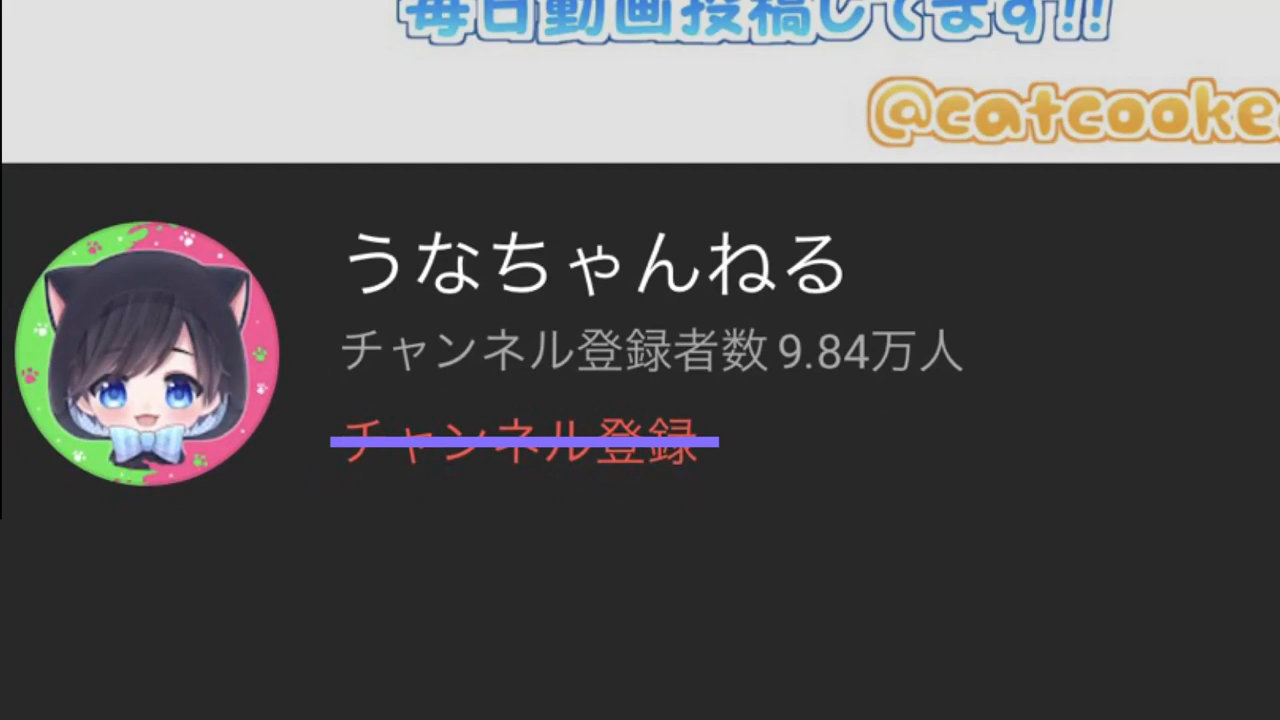 毎日動画投稿してます!!
@catcooke
うなちゃんねる
チャンネル登録者数 9.84万人
チャンネル登録